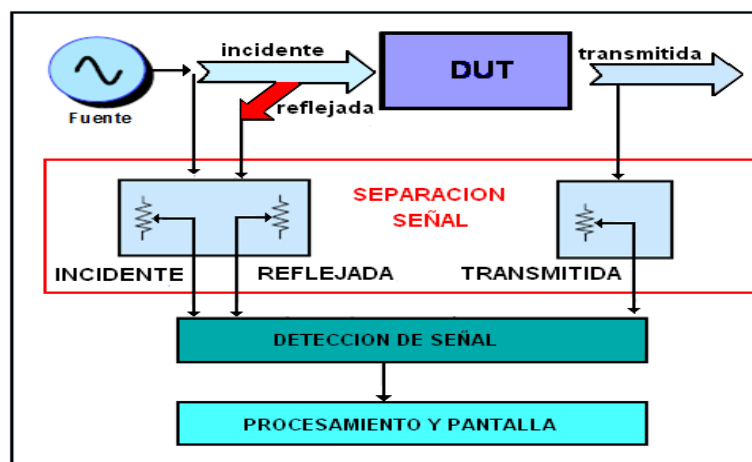 incidente
DUT
transmitida
reflejada
Fuente
SEPARACION
SEÑAL
INCIDENTE
REFLEJADA
TRANSMITIDA
DETECCION DE SEÑAL
PROCESAMIENTO Y PANTALLA